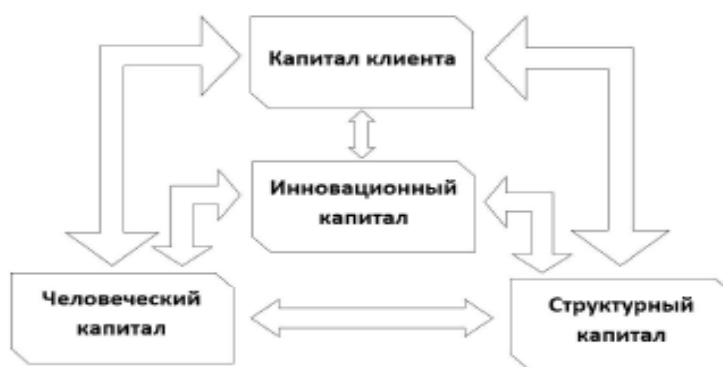 Капитал клиента
Инновационный
капитал
Человеческий
капитал
Структурный
капитал